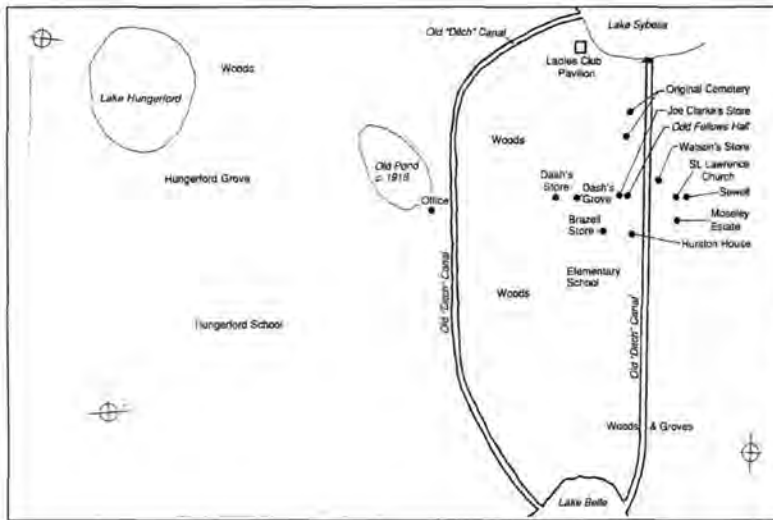 Old "Ditch" Canal
Lake Sybelia
Ladies Club
Pavilion
Woods
Lake Hungerford
Original Cemetery
Joe Clarke's Store
Odd Fellows Hall
Watson's Store
St. Lawrence
Church
Sewell
Moseley
Estate
Hurston House
Woods
Old Pond
c. 1918
Office
Hungerford Grove
Dash's
Store
Dash's
Grove
Brazell
Store
Elementary
School
Woods
Old "Ditch" Canal
Old "Ditch" Canal
Hungerford School
Woods & Groves
Lake Belle